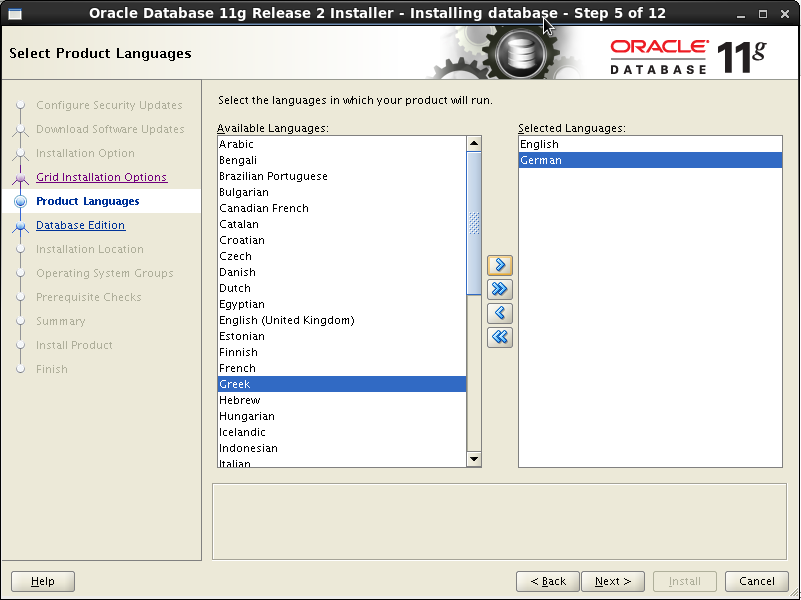 Oracle Database 11g Release 2 Installer - Installing database - Step 5 of 12
Select Product Languages
ORACLE
DATABASE
11g
Configure Security Updates
Download Software Updates
Installation Option
Grid Installation Options
Product Languages
Database Edition
Installation Location
Operating System Groups
Prerequisite Checks
Summary
Install Product
Finish
Select the languages in which your product will run.
Available Languages:
Arabic
Bengali
Brazilian Portuguese
Bulgarian
Canadian French
Catalan
Croatian
Czech
Danish
Dutch
Egyptian
English (United Kingdom)
Estonian
Finnish
French
Greek
Hebrew
Hungarian
Icelandic
Indonesian
Italian
Selected Languages:
English
German
Help
< Back
Next >
Install
Cancel